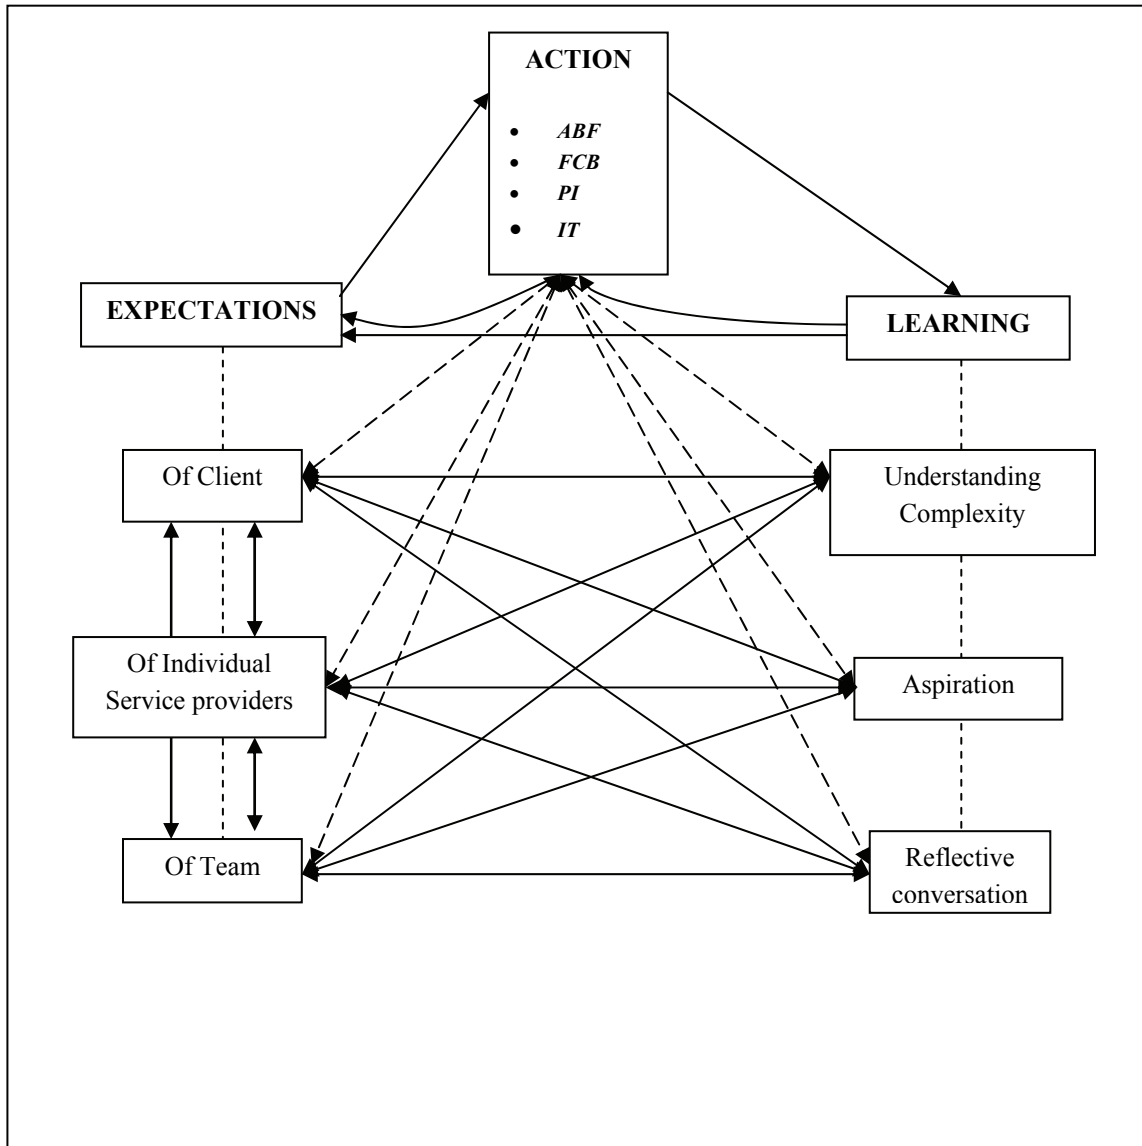 ACTION
• ABF
• FCB
• PI
• IT
EXPECTATIONS
LEARNING
Of Client
Understanding
Complexity
Of Individual
Service providers
Aspiration
Of Team
Reflective
conversation